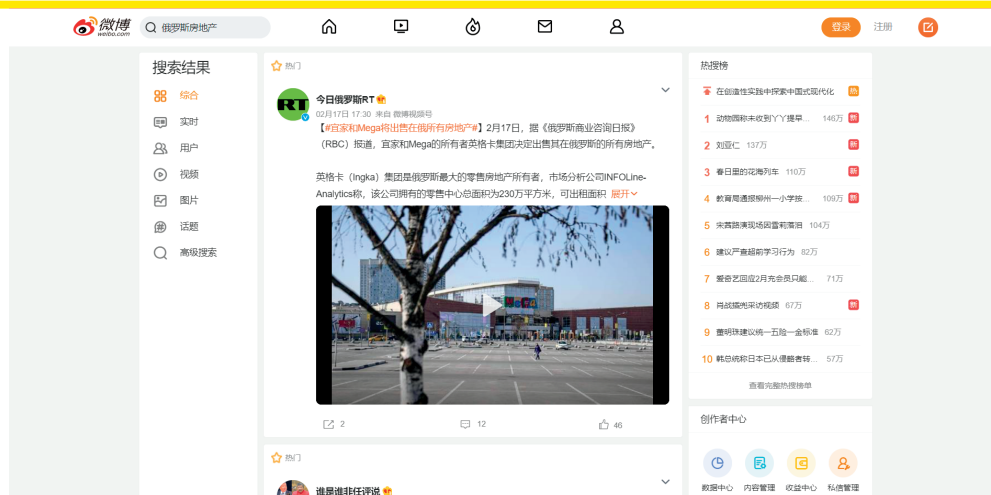 微博
weibo.com
俄罗斯房地产
登录
注册
搜索结果
综合
实时
用户
视频
图片
话题
高级搜索
热门
RT
今日俄罗斯RT
02月17日 17:30 来自 微博视频号
【#宜家和Mega将出售在俄所有房地产#】2月17日，据《俄罗斯商业咨询日报》
（RBC）报道，宜家和Mega的所有者英格卡集团决定出售其在俄罗斯的所有房地产。
英格卡（Ingka）集团是俄罗斯最大的零售房地产所有者，市场分析公司INFOLine-
Analytics称，该公司拥有的零售中心总面积为230万平方米，可出租面积 展开
2
12
46
热门
谁是谁非任评说
热搜榜
在创造性实践中探索中国式现代化 热
1 动物园称未收到丫丫提早... 146万 新
2 刘亚仁 137万 新
3 春日里的花海列车 110万 新
4 教育局通报柳州一小学按... 109万 新
5 宋茜路演现场因雪莉落泪 104万
6 建议严查超前学习行为 82万
7 爱奇艺回应2月充会员只能... 71万
8 肖战搂兜采访视频 67万 新
9 董明珠建议统一五险一金标准 62万
10 韩总统称日本已从侵略者转... 57万
查看完整热搜榜单
创作者中心
数据中心
内容管理
收益中心
私信管理